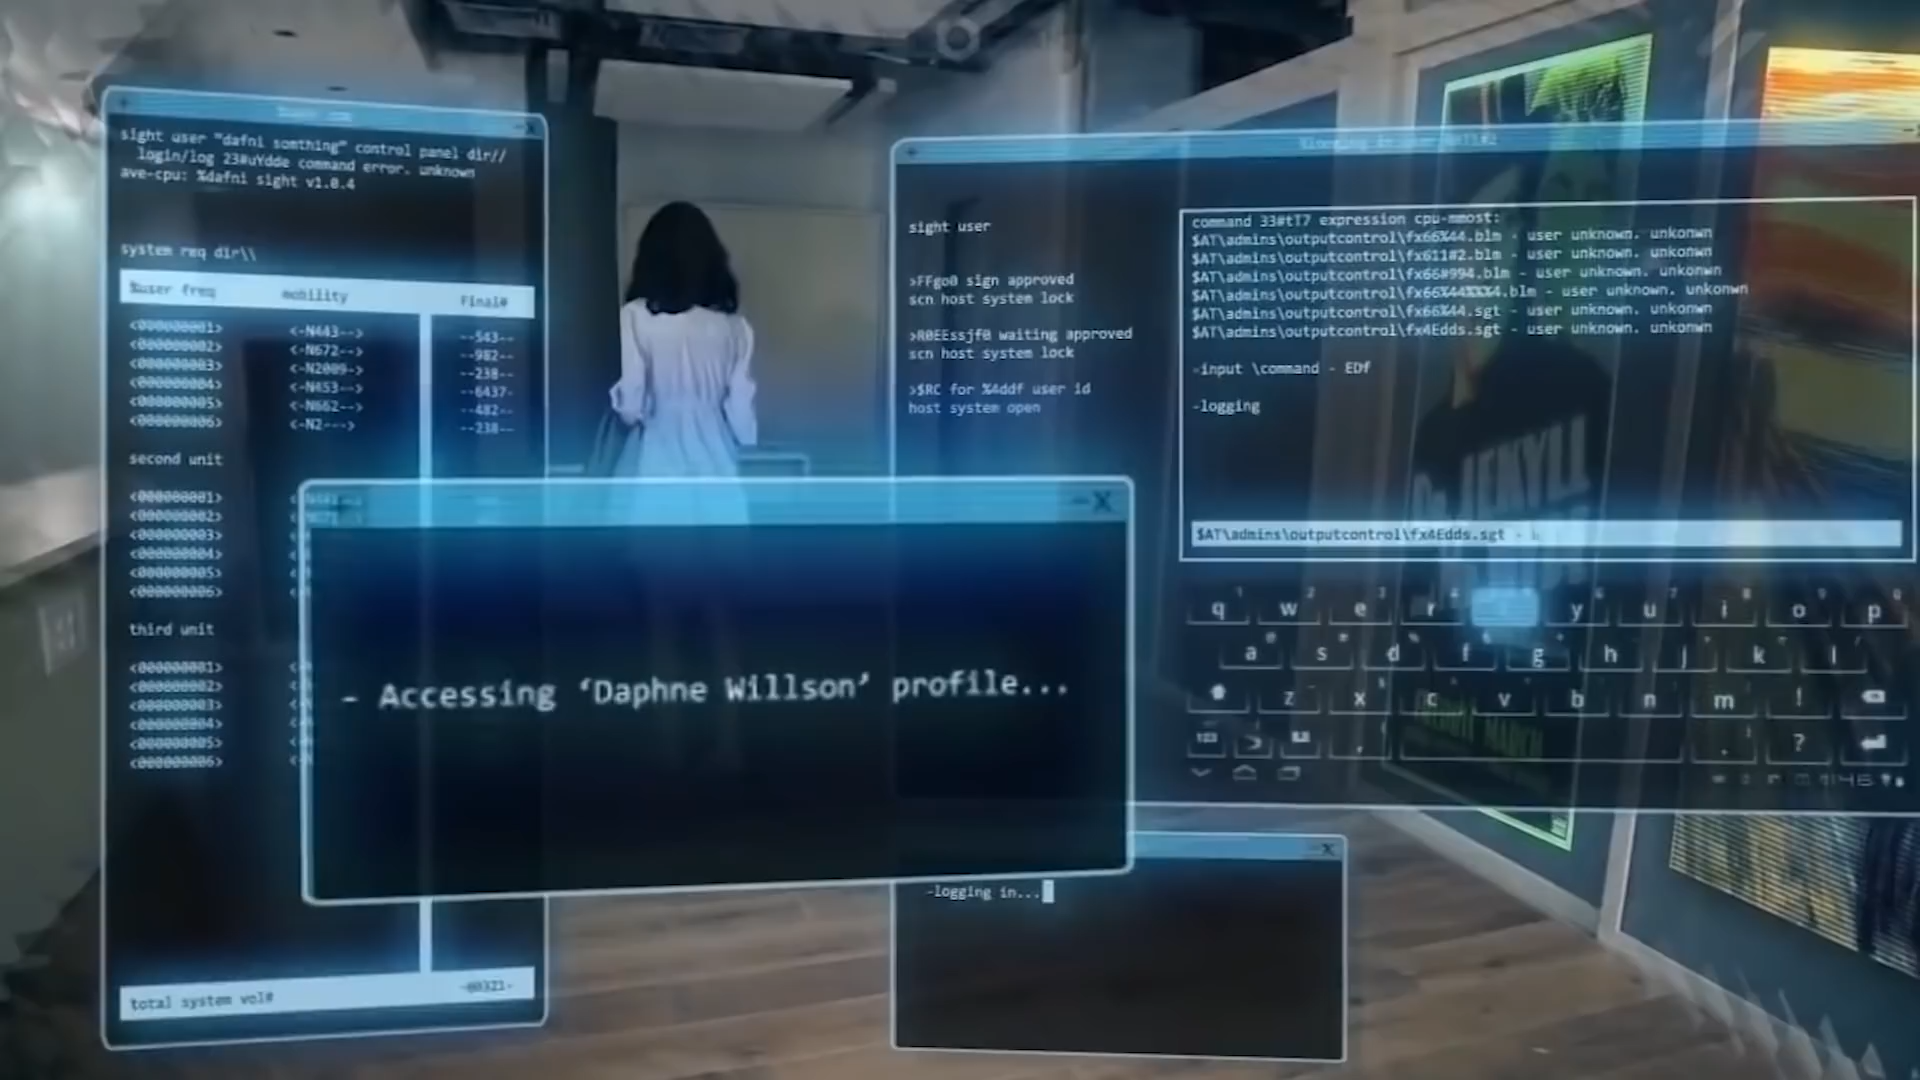 sight user "dafni somthing" control panel dir//
login/log 23#uYdde command error. unknown
ave-cpu: %dafni sight v1.0.4
system req dir\\
%user freq mobility Final#
<000000001> <-N443--> --543--
<000000002> <-N672--> --982--
<000000003> <-N2009-> --238--
<000000004> <-N453--> --6437-
<000000005> <-N662--> --482--
<000000006> <-N2---> --238--
second unit
<000000001>
<000000002>
<000000003>
<000000004>
<000000005>
<000000006>
third unit
<000000001>
<000000002>
<000000003>
<000000004>
<000000005>
<000000006>
total system vol# -00321-
- Accessing ‘Daphne Willson’ profile...
sight user
>FFgo0 sign approved
scn host system lock
>R0EEssjf0 waiting approved
scn host system lock
>$RC for %4ddf user id
host system open
command 33#tT7 expression cpu-mmost:
$AT\admins\outputcontrol\fx66%44.blm - user unknown. unkonwn
$AT\admins\outputcontrol\fx611#2.blm - user unknown. unkonwn
$AT\admins\outputcontrol\fx66#994.blm - user unknown. unkonwn
$AT\admins\outputcontrol\fx66%44%%%4.blm - user unknown. unkonwn
$AT\admins\outputcontrol\fx66%44.sgt - user unknown. unkonwn
$AT\admins\outputcontrol\fx4Edds.sgt - user unknown. unkonwn
-input \command - EDf
-logging
$AT\admins\outputcontrol\fx4Edds.sgt -
q w e r y u i o p
a s d f g h j k l
z x c v b n m !
123 , . ?
-logging in...
JEKYLL